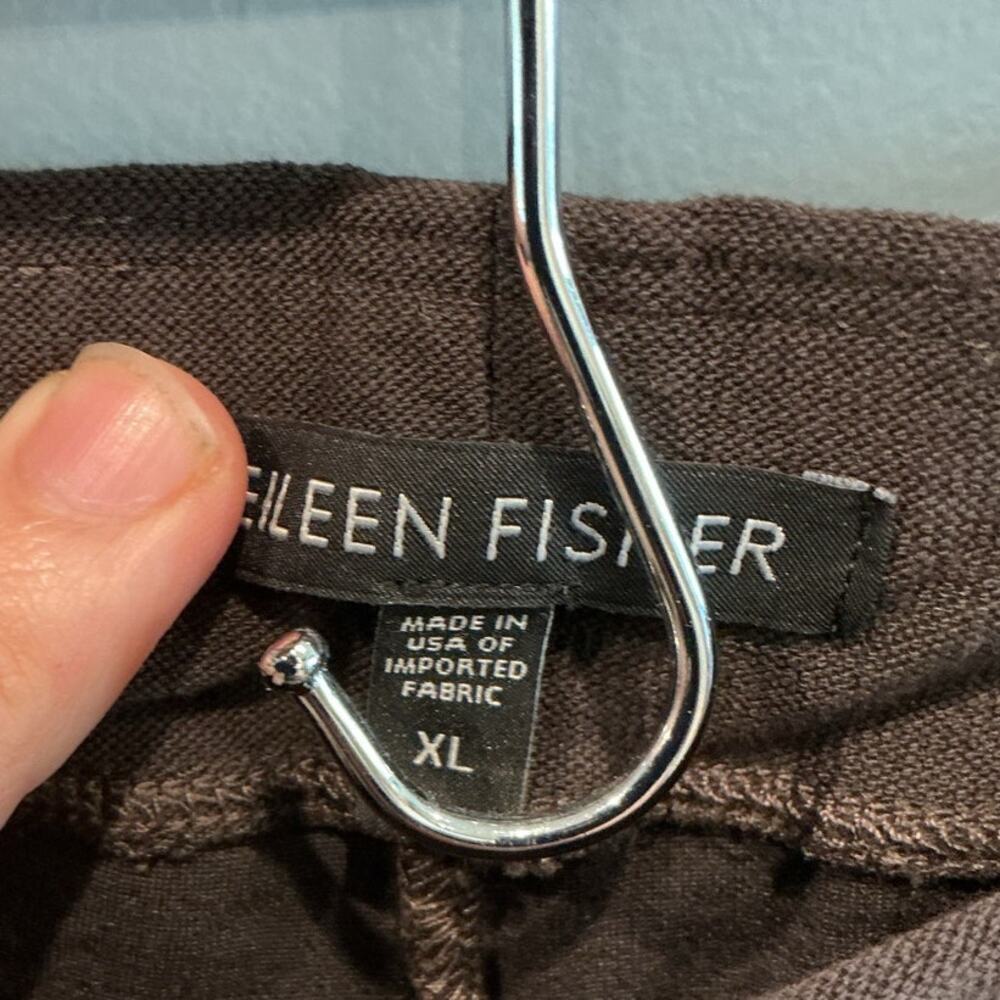 EILEEN FISHER
MADE IN
USA OF
IMPORTED
FABRIC
XL